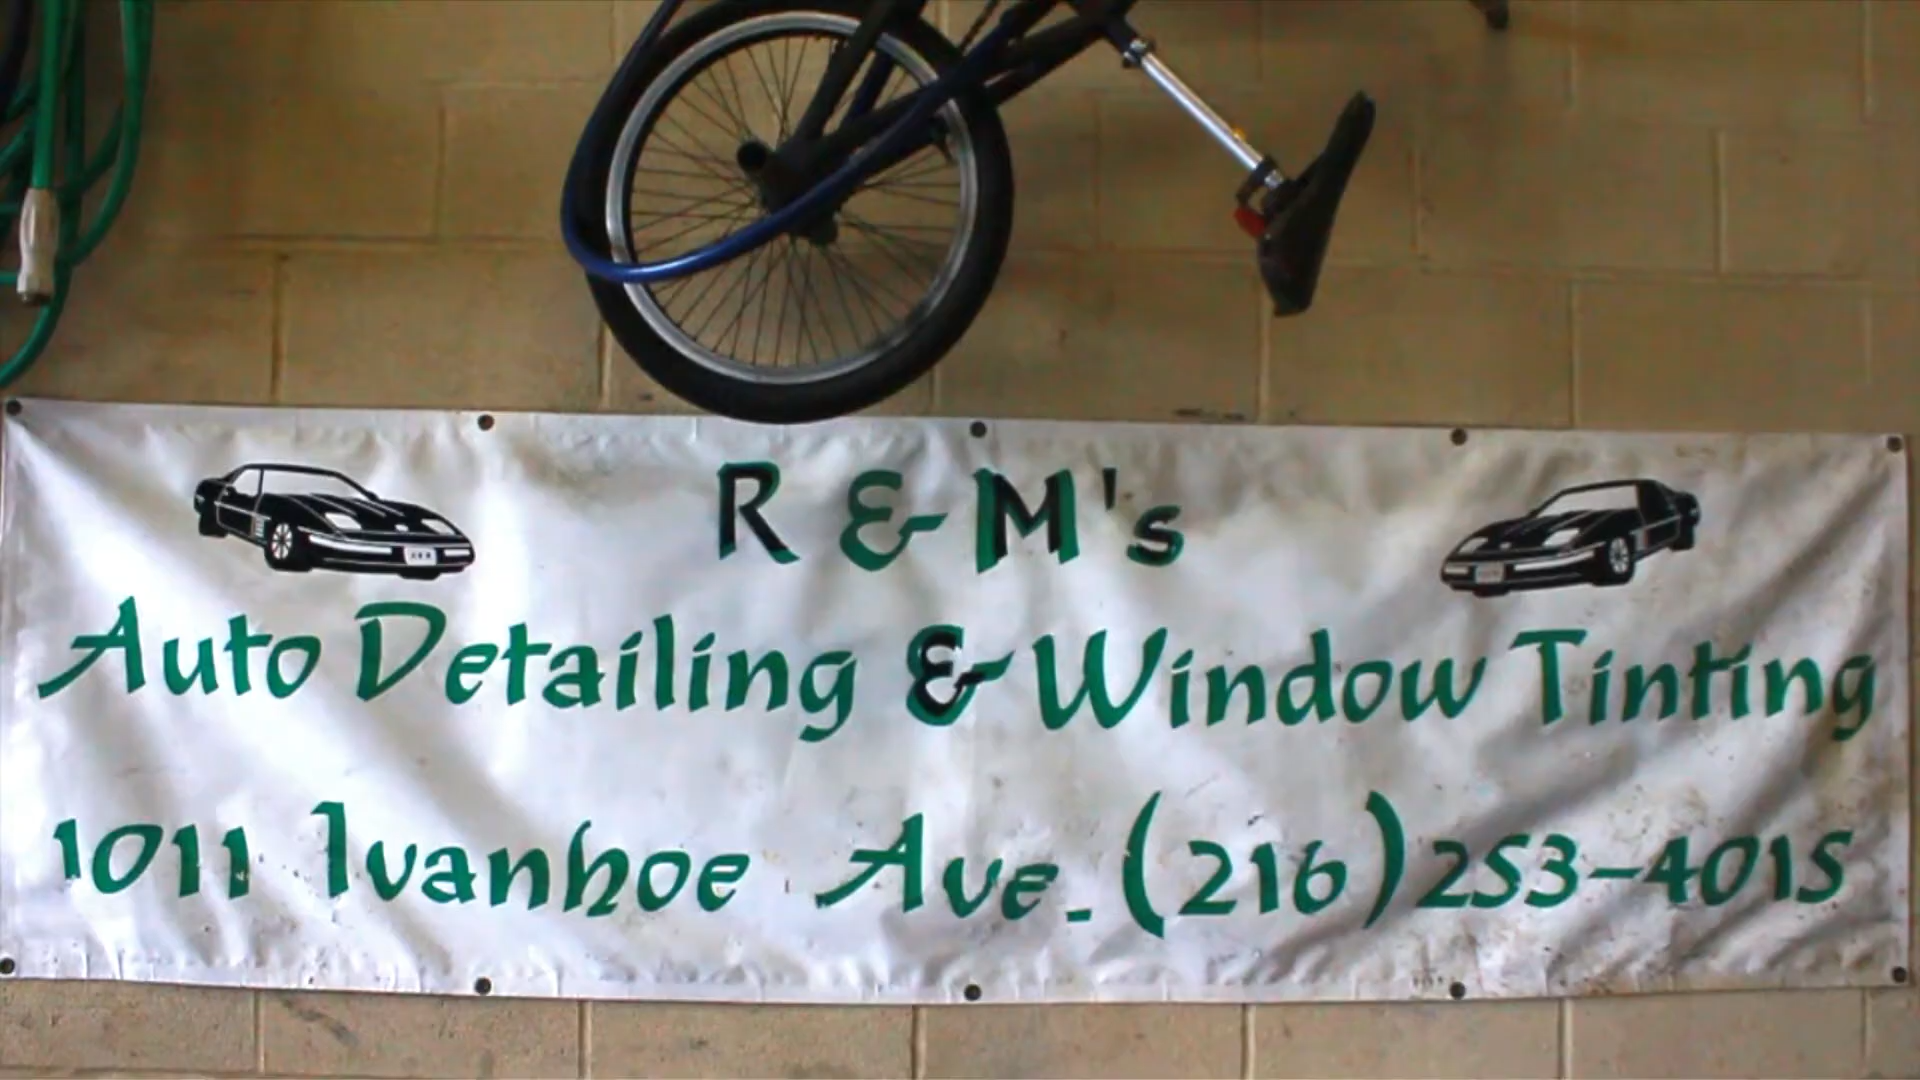 R & M's
Auto Detailing & Window Tinting
1011 Ivanhoe Ave. (216) 253-4015